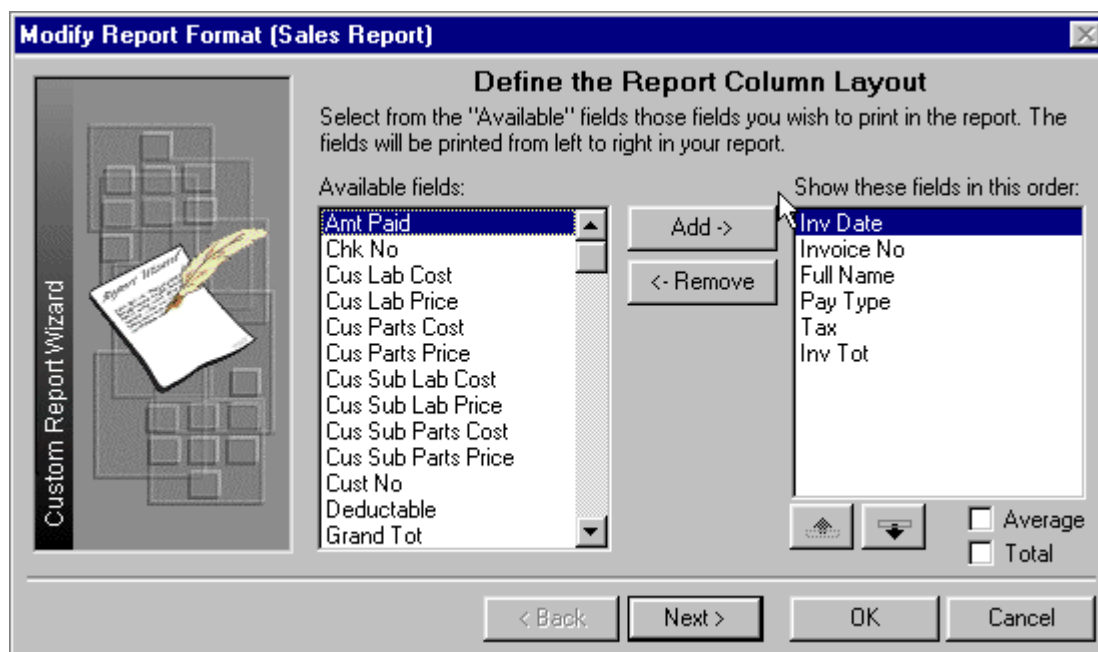 Modify Report Format (Sales Report)
Define the Report Column Layout
Select from the "Available" fields those fields you wish to print in the report. The
fields will be printed from left to right in your report.
Custom Report Wizard
Report Wizard
Available fields:
Amt Paid
Chk No
Cus Lab Cost
Cus Lab Price
Cus Parts Cost
Cus Parts Price
Cus Sub Lab Cost
Cus Sub Lab Price
Cus Sub Parts Cost
Cus Sub Parts Price
Cust No
Deductable
Grand Tot
Add ->
<- Remove
Show these fields in this order:
Inv Date
Invoice No
Full Name
Pay Type
Tax
Inv Tot
Average
Total
< Back
Next >
OK
Cancel